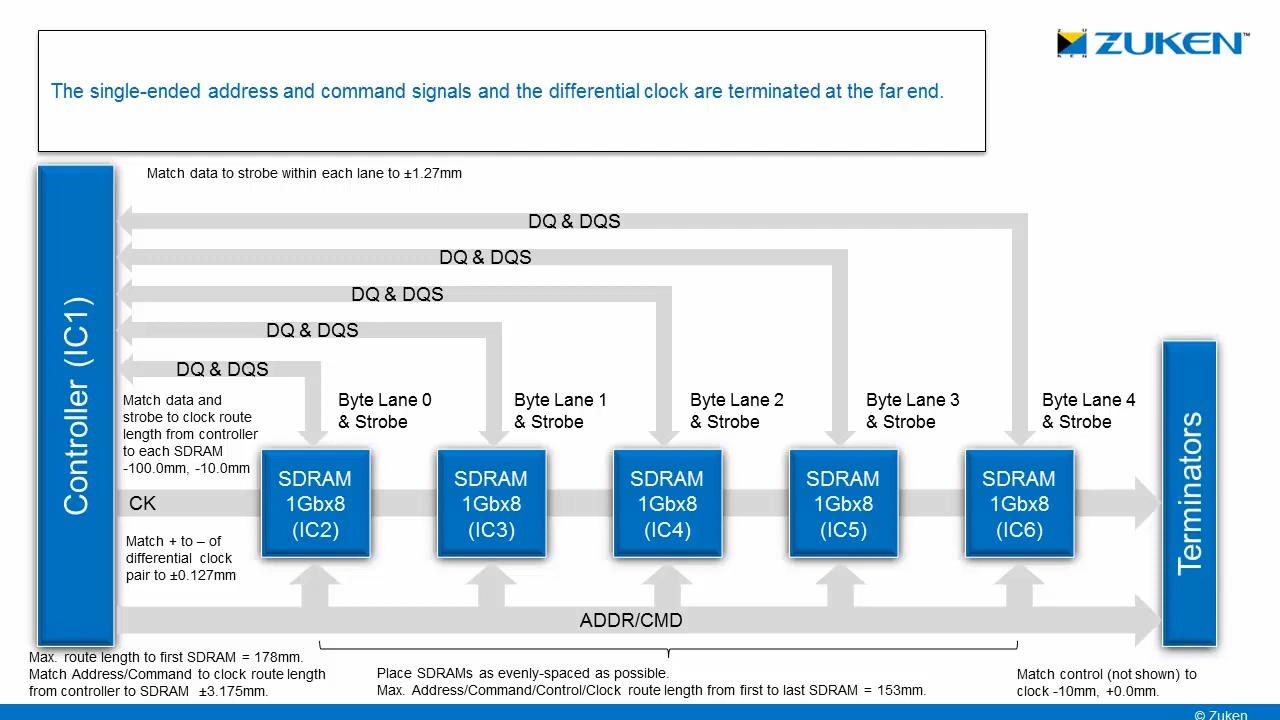 ZUKEN™
The single-ended address and command signals and the differential clock are terminated at the far end.
Match data to strobe within each lane to ±1.27mm
DQ & DQS
DQ & DQS
DQ & DQS
DQ & DQS
DQ & DQS
Controller (IC1)
Match data and
strobe to clock route
length from controller
to each SDRAM
-100.0mm, -10.0mm
Byte Lane 0
& Strobe
Byte Lane 1
& Strobe
Byte Lane 2
& Strobe
Byte Lane 3
& Strobe
Byte Lane 4
& Strobe
CK
SDRAM
1Gbx8
(IC2)
SDRAM
1Gbx8
(IC3)
SDRAM
1Gbx8
(IC4)
SDRAM
1Gbx8
(IC5)
SDRAM
1Gbx8
(IC6)
Terminators
Match + to – of
differential clock
pair to ±0.127mm
ADDR/CMD
Max. route length to first SDRAM = 178mm.
Match Address/Command to clock route length
from controller to SDRAM ±3.175mm.
Place SDRAMs as evenly-spaced as possible.
Max. Address/Command/Control/Clock route length from first to last SDRAM = 153mm.
Match control (not shown) to
clock -10mm, +0.0mm.
© Zuken